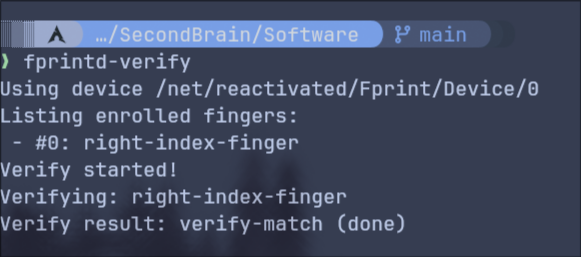 …/SecondBrain/Software main
❯ fprintd-verify
Using device /net/reactivated/Fprint/Device/0
Listing enrolled fingers:
- #0: right-index-finger
Verify started!
Verifying: right-index-finger
Verify result: verify-match (done)